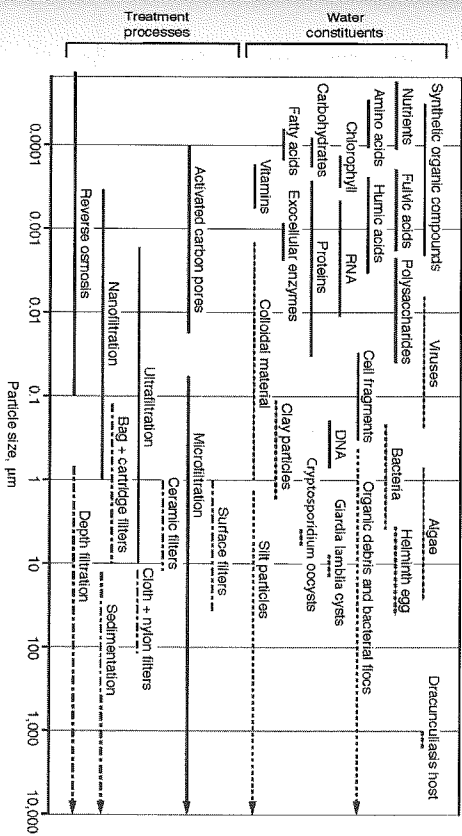 Water constituents
Treatment processes
Synthetic organic compounds
Viruses
Algae
Dracunculiasis host
Nutrients
Fulvic acids
Polysaccharides
Bacteria
Helminth egg
Amino acids
Humic acids
Cell fragments
Organic debris and bacterial flocs
Chlorophyll
RNA
DNA
Giardia lamblia cysts
Carbohydrates
Proteins
Cryptosporidium oocysts
Fatty acids
Exocellular enzymes
Clay particles
Vitamins
Colloidal material
Silt particles
Surface filters
Activated carbon pores
Microfiltration
Ceramic filters
Ultrafiltration
Cloth + nylon filters
Nanofiltration
Bag + cartridge filters
Sedimentation
Reverse osmosis
Depth filtration
0.0001
0.001
0.01
0.1
1
10
100
1,000
10,000
Particle size, μm